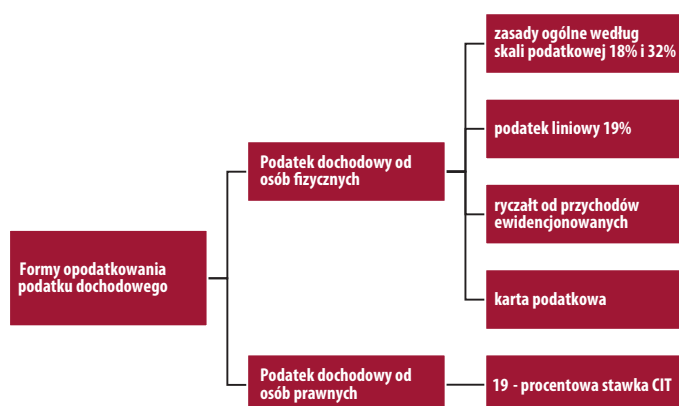 Formy opodatkowania
podatku dochodowego
Podatek dochodowy od
osób fizycznych
zasady ogólne według
skali podatkowej 18% i 32%
podatek liniowy 19%
ryczałt od przychodów
ewidencjonowanych
karta podatkowa
Podatek dochodowy od
osób prawnych
19 - procentowa stawka CIT